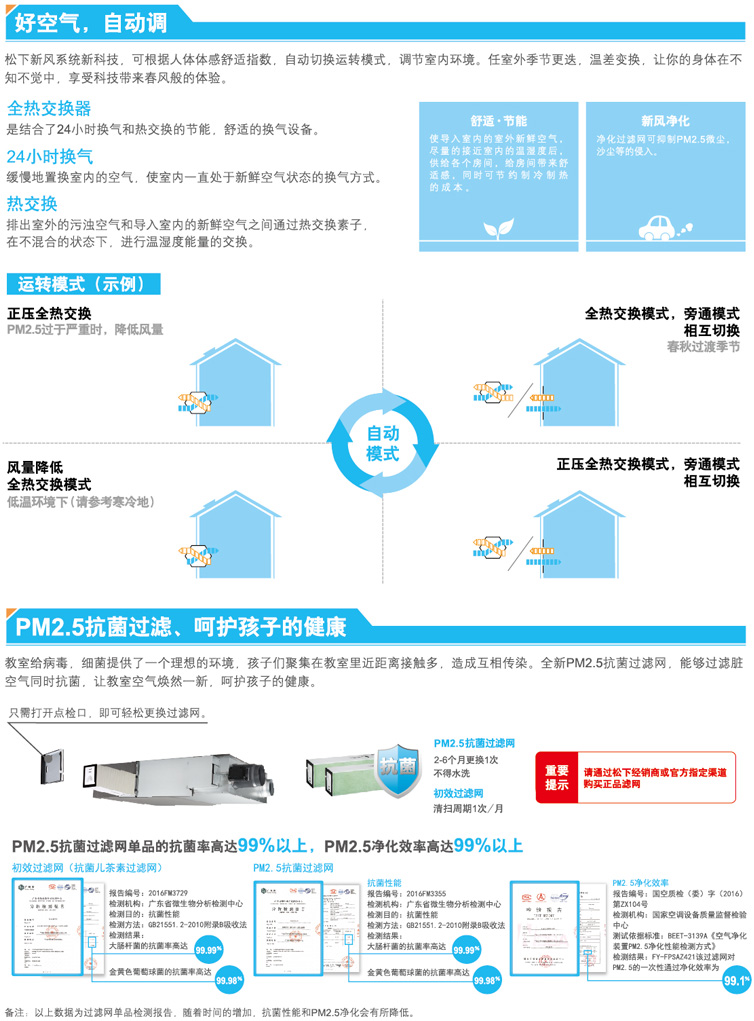 好空气，自动调
松下新风系统新科技，可根据人体体感舒适指数，自动切换运转模式，调节室内环境。任室外季节更迭，温差变换，让你的身体在不
知不觉中，享受科技带来春风般的体验。
全热交换器
是结合了24小时换气和热交换的节能，舒适的换气设备。
24小时换气
缓慢地置换室内的空气，使室内一直处于新鲜空气状态的换气方式。
热交换
排出室外的污浊空气和导入室内的新鲜空气之间通过热交换素子，
在不混合的状态下，进行温湿度能量的交换。
舒适·节能
使导入室内的室外新鲜空气，
尽量的接近室内的温湿度后，
供给各个房间，给房间带来舒
适感，同时可节约制冷制热
的成本。
新风净化
净化过滤网可抑制PM2.5微尘，
沙尘等的侵入。
运转模式（示例）
正压全热交换
PM2.5过于严重时，降低风量
全热交换模式，旁通模式
相互切换
春秋过渡季节
自动
模式
风量降低
全热交换模式
低温环境下（请参考寒冷地）
正压全热交换模式，旁通模式
相互切换
PM2.5抗菌过滤、呵护孩子的健康
教室给病毒，细菌提供了一个理想的环境，孩子们聚集在教室里近距离接触多，造成互相传染。全新PM2.5抗菌过滤网，能够过滤脏
空气同时抗菌，让教室空气焕然一新，呵护孩子的健康。
只需打开点检口，即可轻松更换过滤网。
抗菌
PM2.5抗菌过滤网
2-6个月更换1次
不得水洗
初效过滤网
清扫周期1次／月
重要
提示
请通过松下经销商或官方指定渠道
购买正品滤网
PM2.5抗菌过滤网单品的抗菌率高达99%以上，PM2.5净化效率高达99%以上
初效过滤网（抗菌儿茶素过滤网）
报告编号：2016FM3729
检测机构：广东省微生物分析检测中心
检测目的：抗菌性能
检测方法：GB21551.2-2010附录B吸收法
检测结果：
大肠杆菌的抗菌率高达
99.99%
金黄色葡萄球菌的抗菌率高达
99.98%
PM2.5抗菌过滤网
抗菌性能
报告编号：2016FM3355
检测机构：广东省微生物分析检测中心
检测目的：抗菌性能
检测方法：GB21551.2-2010附录B吸收法
检测结果：
大肠杆菌的抗菌率高达
99.99%
金黄色葡萄球菌的抗菌率高达
99.98%
PM2.5净化效率
报告编号：国空质检（委）字（2016）
第ZX104号
检测机构：国家空调设备质量监督检验
中心
测试依据标准：BEET-3139A《空气净化
装置PM2.5净化性能检测方式》
检测结果：FY-FPSAZ421该过滤网对
PM2.5的一次性通过净化效率为
99.1%
备注：以上数据为过滤网单品检测报告，随着时间的增加，抗菌性能和PM2.5净化会有所降低。